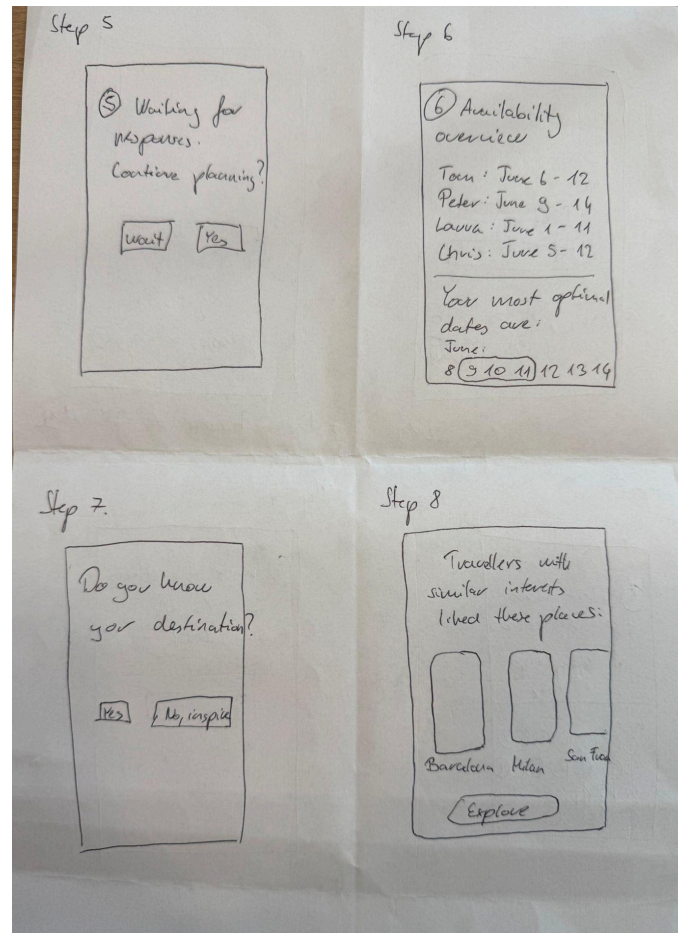 Step 5
⑤ Waiting for
responses.
Continue planning?
wait Yes
Step 6
⑥ Availability
overview
Tom: June 6 - 12
Peter: June 9 - 14
Laura: June 1 - 11
Chris: June 5 - 12
Your most optimal
dates are:
June:
8 9 10 11 12 13 14
Step 7.
Do you know
your destination?
Yes No, inspire
Step 8
Travellers with
similar interests
liked these places:
Barcelona Milan San Fran
Explore